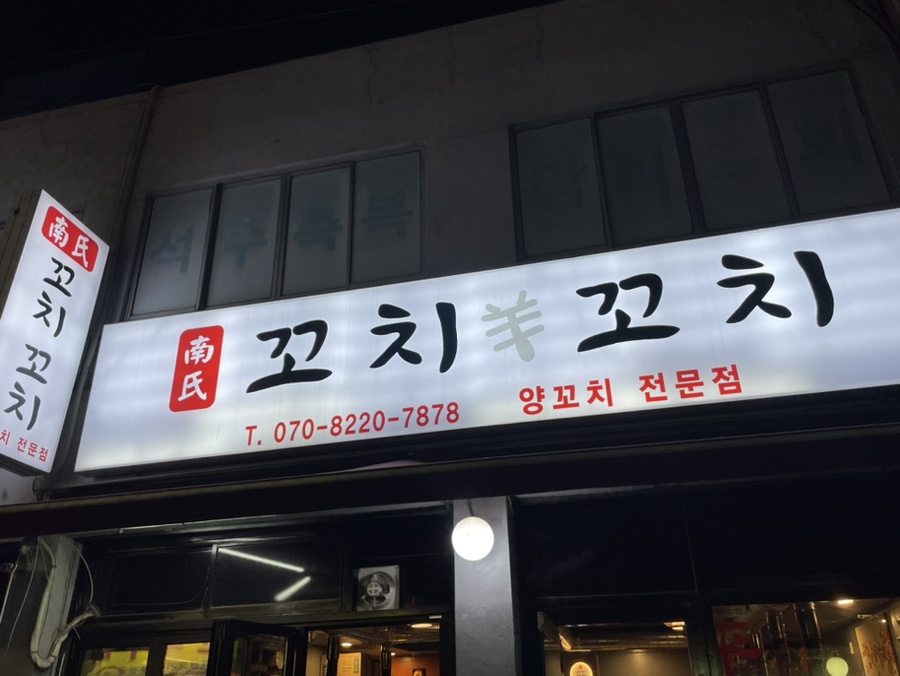 南氏
꼬치꼬치
치 전문점
南氏 꼬치 羊 꼬치
T. 070-8220-7878 양꼬치 전문점